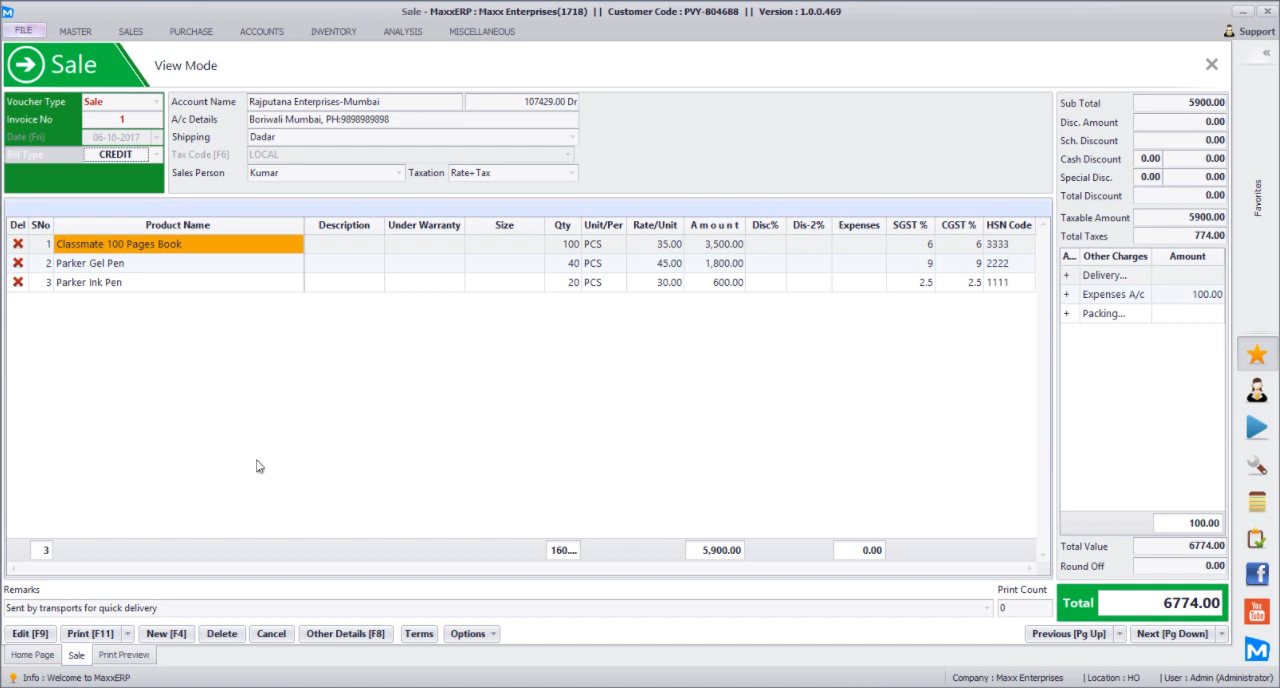 Sale - MaxxERP : Maxx Enterprises(1718) || Customer Code : PVY-804688 || Version : 1.0.0.469
FILE MASTER SALES PURCHASE ACCOUNTS INVENTORY ANALYSIS MISCELLANEOUS Support
Sale View Mode
Voucher Type Sale
Invoice No 1
Date (Fri) 06-10-2017
Bill Type CREDIT
Account Name Rajputana Enterprises-Mumbai 107429.00 Dr
A/c Details Boriwali Mumbai, PH:9898989898
Shipping Dadar
Tax Code [F6] LOCAL
Sales Person Kumar Taxation Rate+Tax
Sub Total 5900.00
Disc. Amount 0.00
Sch. Discount 0.00
Cash Discount 0.00 0.00
Special Disc. 0.00 0.00
Total Discount 0.00
Taxable Amount 5900.00
Total Taxes 774.00
Favorites
Del SNo Product Name Description Under Warranty Size Qty Unit/Per Rate/Unit A m o u n t Disc% Dis-2% Expenses SGST % CGST % HSN Code
1 Classmate 100 Pages Book 100 PCS 35.00 3,500.00 6 6 3333
2 Parker Gel Pen 40 PCS 45.00 1,800.00 9 9 2222
3 Parker Ink Pen 20 PCS 30.00 600.00 2.5 2.5 1111
3 160.... 5,900.00 0.00
A... Other Charges Amount
+ Delivery...
+ Expenses A/c 100.00
+ Packing...
100.00
Total Value 6774.00
Round Off 0.00
Total 6774.00
Remarks Print Count
Sent by transports for quick delivery 0
Edit [F9] Print [F11] New [F4] Delete Cancel Other Details [F8] Terms Options Previous [Pg Up] Next [Pg Down]
Home Page Sale Print Preview
Info : Welcome to MaxxERP Company : Maxx Enterprises | Location : HO | User : Admin (Administrator)
You
Tube